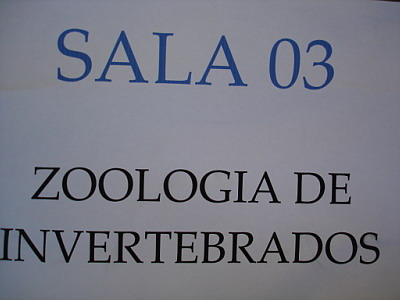 SALA 03
ZOOLOGIA DE
INVERTEBRADOS